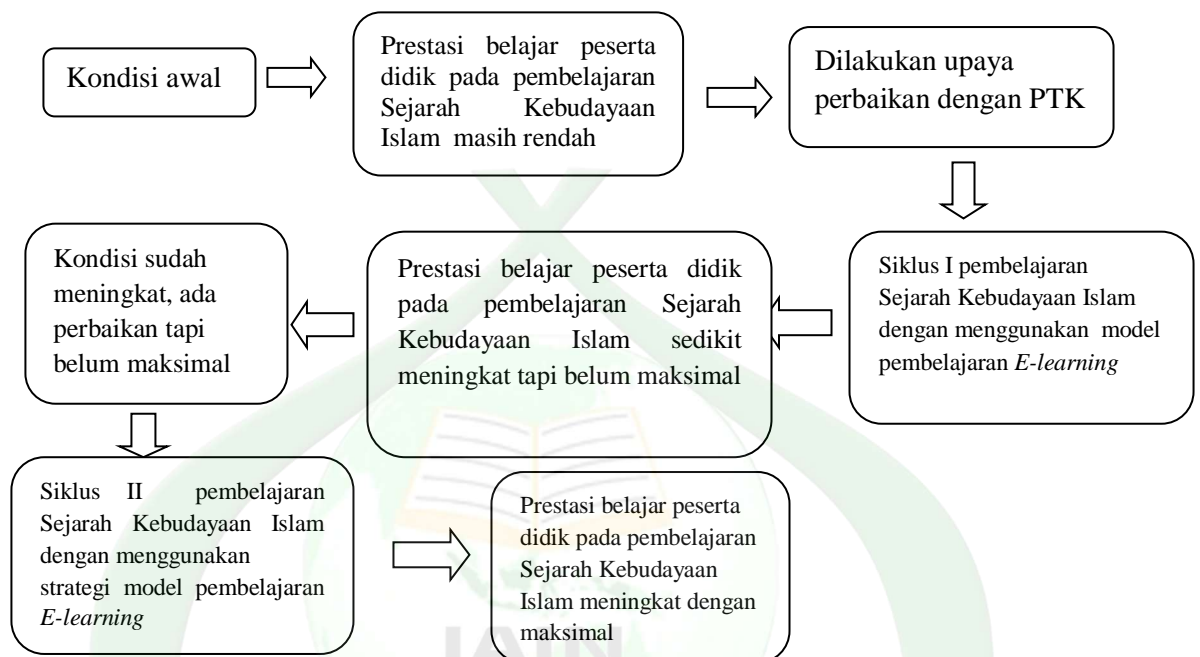 Kondisi awal
Prestasi belajar peserta
didik pada pembelajaran
Sejarah Kebudayaan
Islam masih rendah
Dilakukan upaya
perbaikan dengan PTK
Siklus I pembelajaran
Sejarah Kebudayaan Islam
dengan menggunakan model
pembelajaran E-learning
Prestasi belajar peserta didik
pada pembelajaran Sejarah
Kebudayaan Islam sedikit
meningkat tapi belum maksimal
Kondisi sudah
meningkat, ada
perbaikan tapi
belum maksimal
Siklus II pembelajaran
Sejarah Kebudayaan Islam
dengan menggunakan
strategi model pembelajaran
E-learning
Prestasi belajar peserta
didik pada pembelajaran
Sejarah Kebudayaan
Islam meningkat dengan
maksimal
IAIN